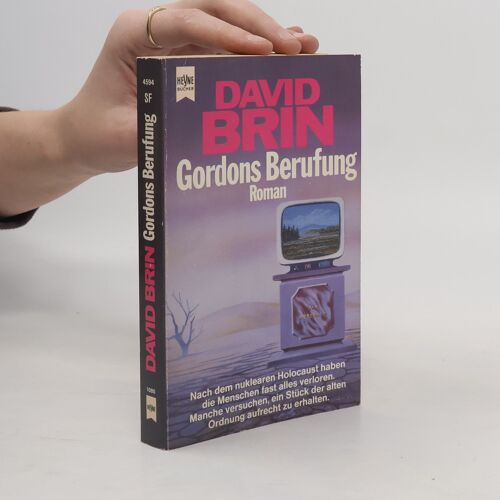 4594
SF
DAVID BRIN Gordons Berufung
HEYNE
HEYNE
BÜCHER
DAVID
BRIN
Gordons Berufung
Roman
Nach dem nuklearen Holocaust haben
die Menschen fast alles verloren.
Manche versuchen, ein Stück der alten
Ordnung aufrecht zu erhalten.